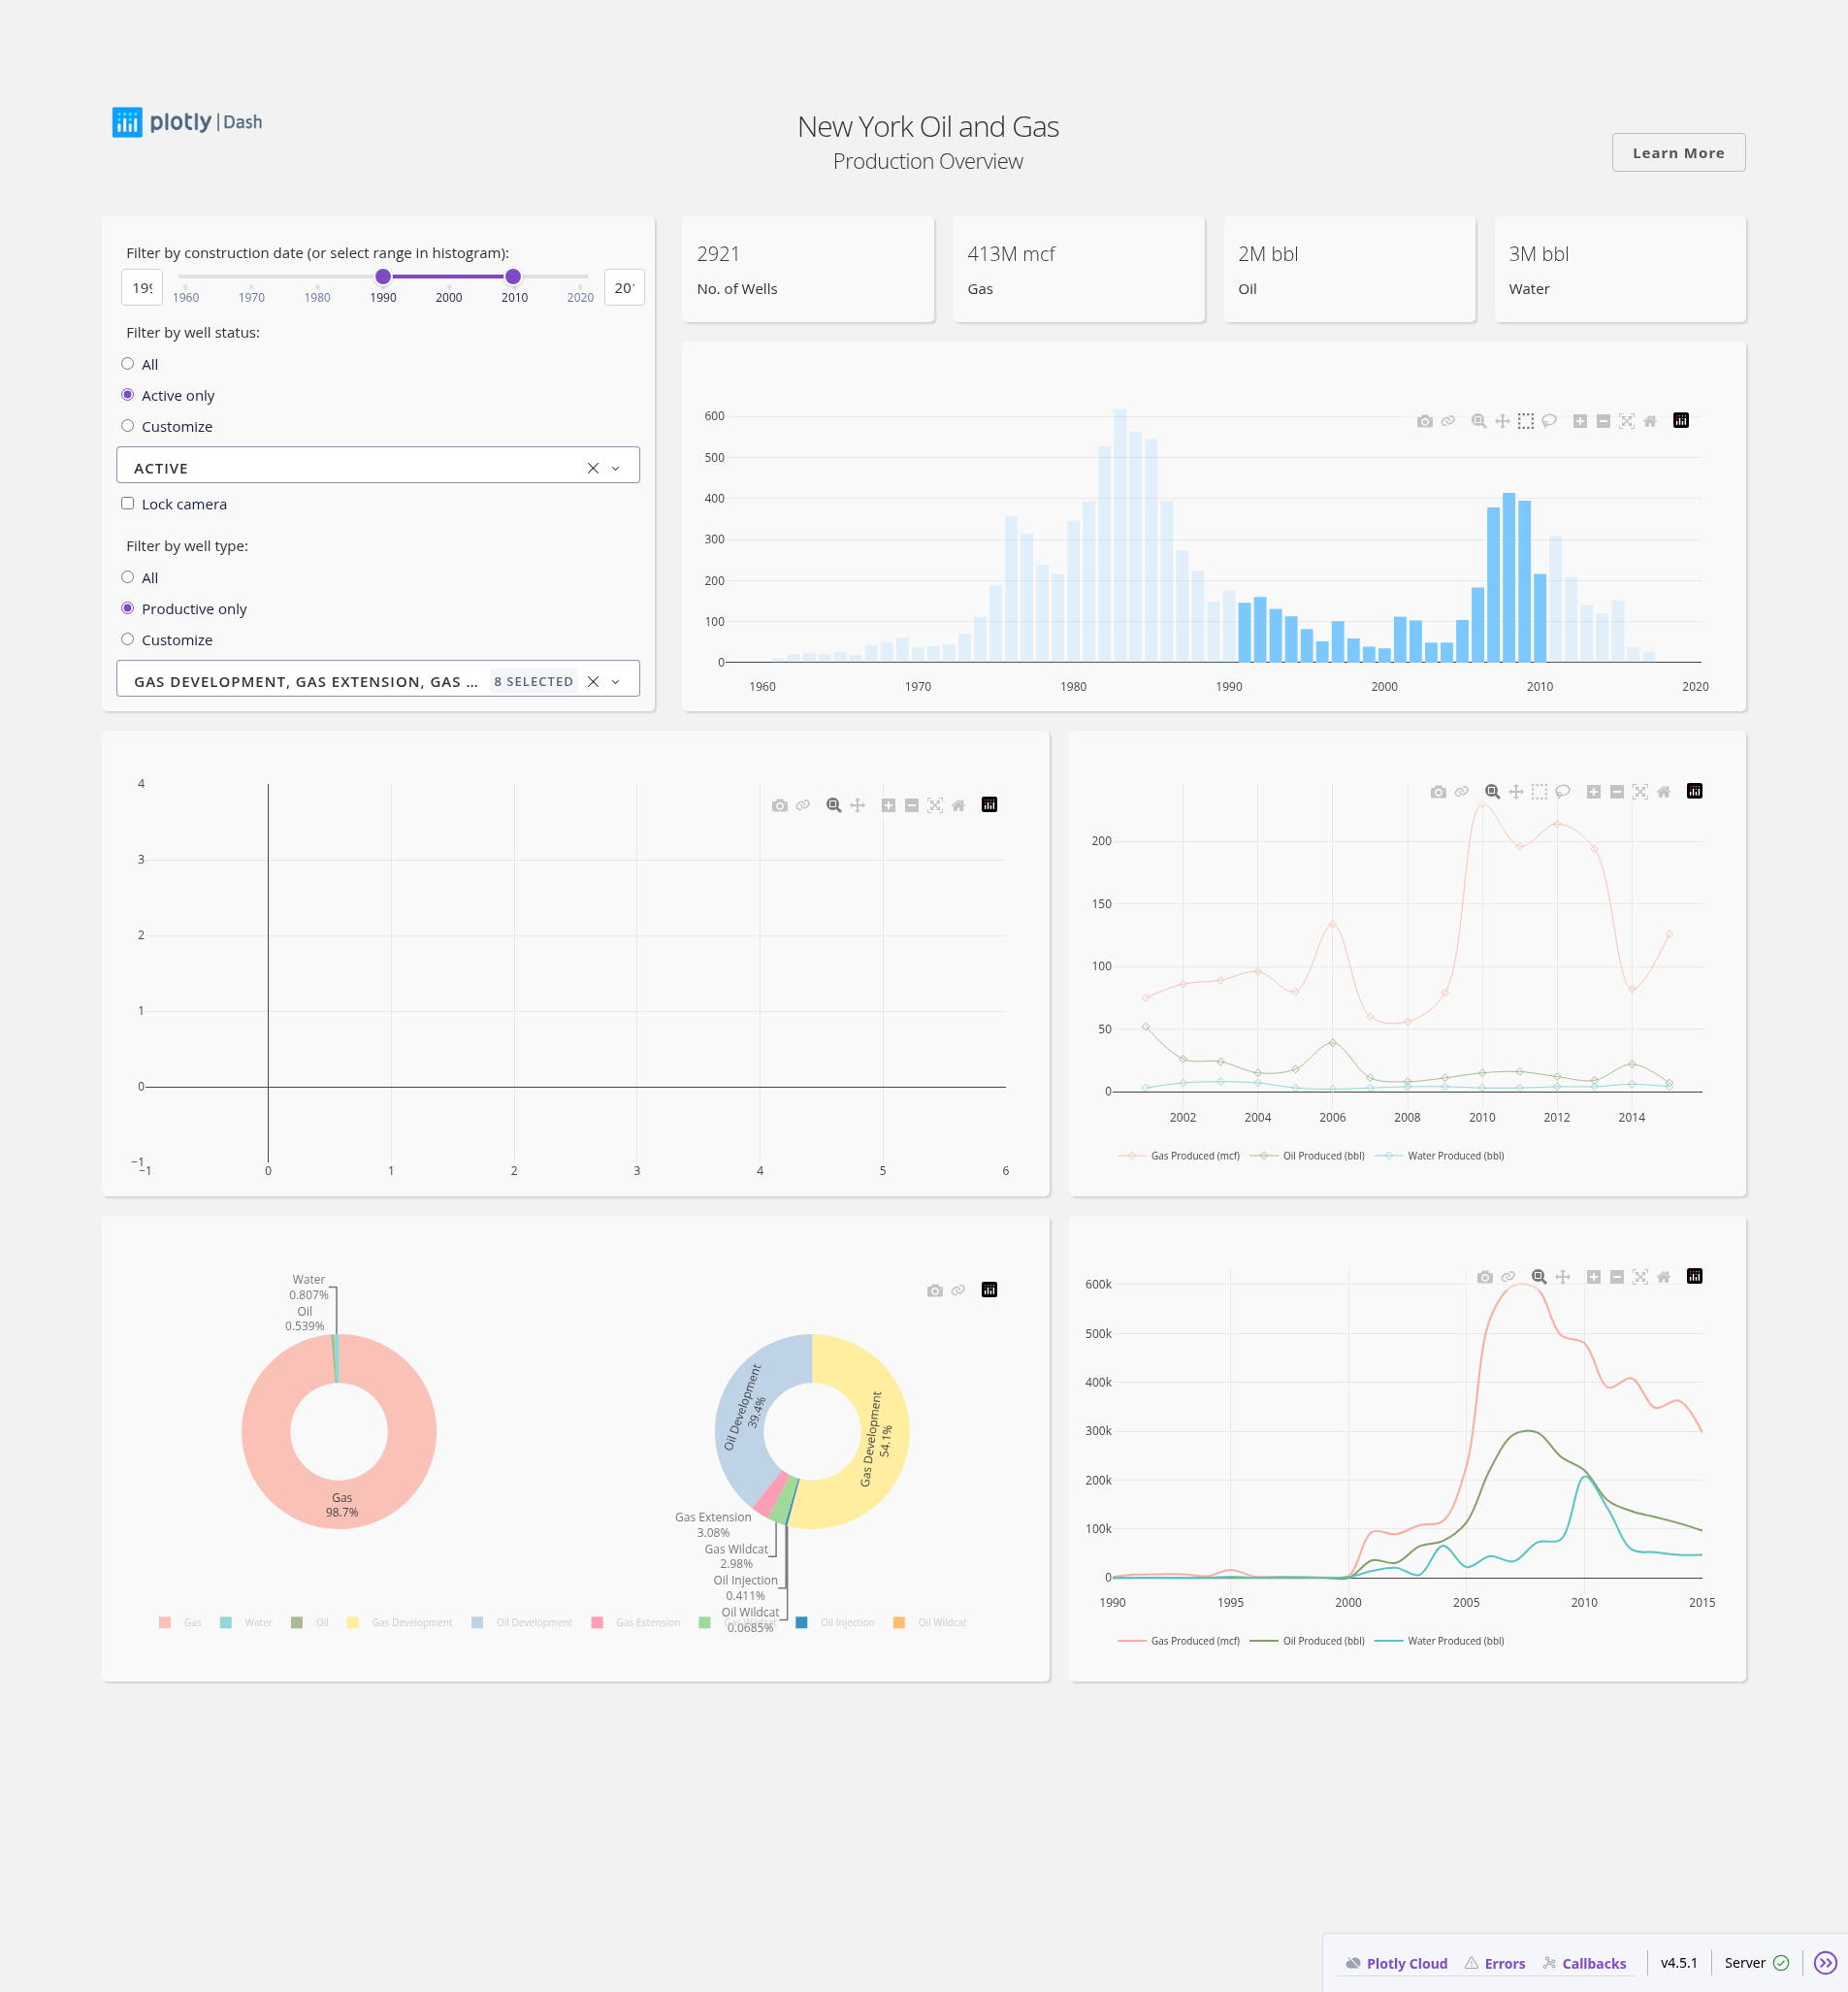 plotly | Dash
New York Oil and Gas
Production Overview
Learn More
Filter by construction date (or select range in histogram):
1960 1970 1980 1990 2000 2010 2020
Filter by well status:
All
Active only
Customize
ACTIVE
Lock camera
Filter by well type:
All
Productive only
Customize
GAS DEVELOPMENT, GAS EXTENSION, GAS ... 8 SELECTED
2921
No. of Wells
413M mcf
Gas
2M bbl
Oil
3M bbl
Water
600
500
400
300
200
100
0
1960 1970 1980 1990 2000 2010 2020
4
3
2
1
0
−1
−1 0 1 2 3 4 5 6
200
150
100
50
0
2002 2004 2006 2008 2010 2012 2014
Gas Produced (mcf) Oil Produced (bbl) Water Produced (bbl)
Water
0.807%
Oil
0.539%
Gas
98.7%
Oil Development
39.4%
Gas Development
54.1%
Gas Extension
3.08%
Gas Wildcat
2.98%
Oil Injection
0.411%
Oil Wildcat
0.0685%
Gas Water Oil Gas Development Oil Development Gas Extension Gas Wildcat Oil Injection Oil Wildcat
600k
500k
400k
300k
200k
100k
0
1990 1995 2000 2005 2010 2015
Gas Produced (mcf) Oil Produced (bbl) Water Produced (bbl)
Plotly Cloud Errors Callbacks v4.5.1 Server